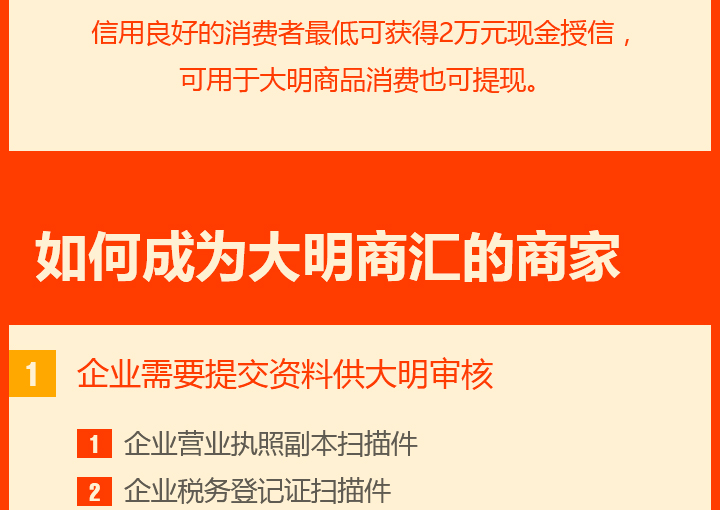 信用良好的消费者最低可获得2万元现金授信，
可用于大明商品消费也可提现。
如何成为大明商汇的商家
1 企业需要提交资料供大明审核
1 企业营业执照副本扫描件
2 企业税务登记证扫描件